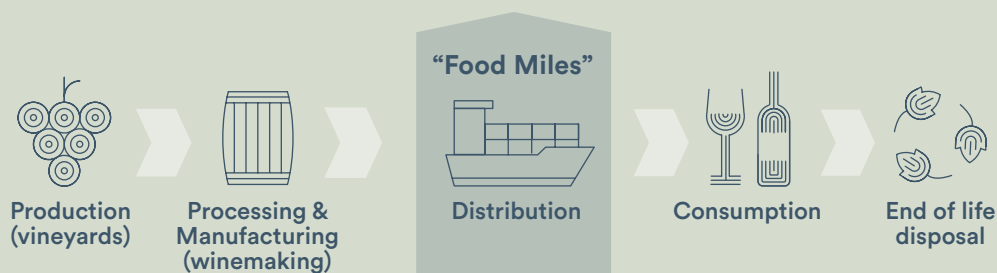 “Food Miles”
Production
(vineyards)
Processing &
Manufacturing
(winemaking)
Distribution
Consumption
End of life
disposal